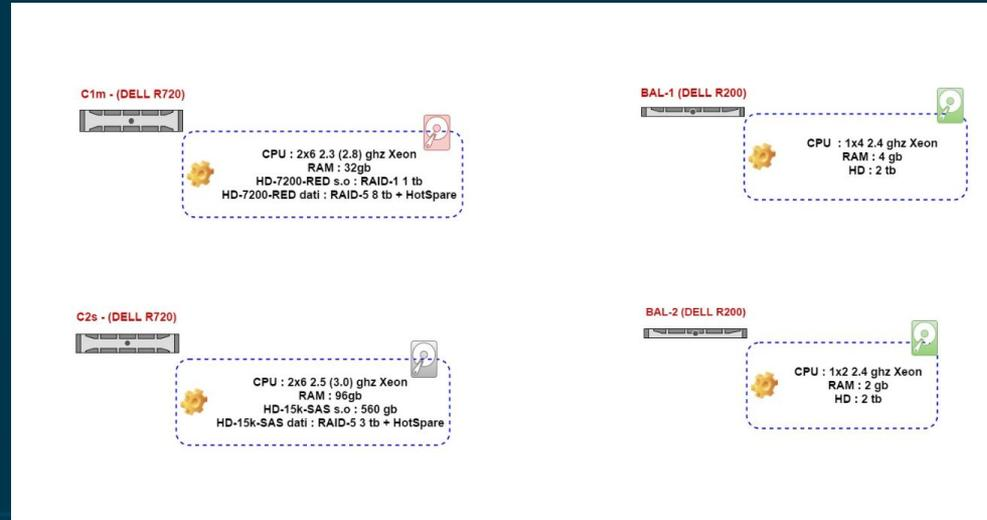 C1m - (DELL R720)
CPU : 2x6 2.3 (2.8) ghz Xeon
RAM : 32gb
HD-7200-RED s.o : RAID-1 1 tb
HD-7200-RED dati : RAID-5 8 tb + HotSpare
BAL-1 (DELL R200)
CPU : 1x4 2.4 ghz Xeon
RAM : 4 gb
HD : 2 tb
C2s - (DELL R720)
CPU : 2x6 2.5 (3.0) ghz Xeon
RAM : 96gb
HD-15k-SAS s.o : 560 gb
HD-15k-SAS dati : RAID-5 3 tb + HotSpare
BAL-2 (DELL R200)
CPU : 1x2 2.4 ghz Xeon
RAM : 2 gb
HD : 2 tb